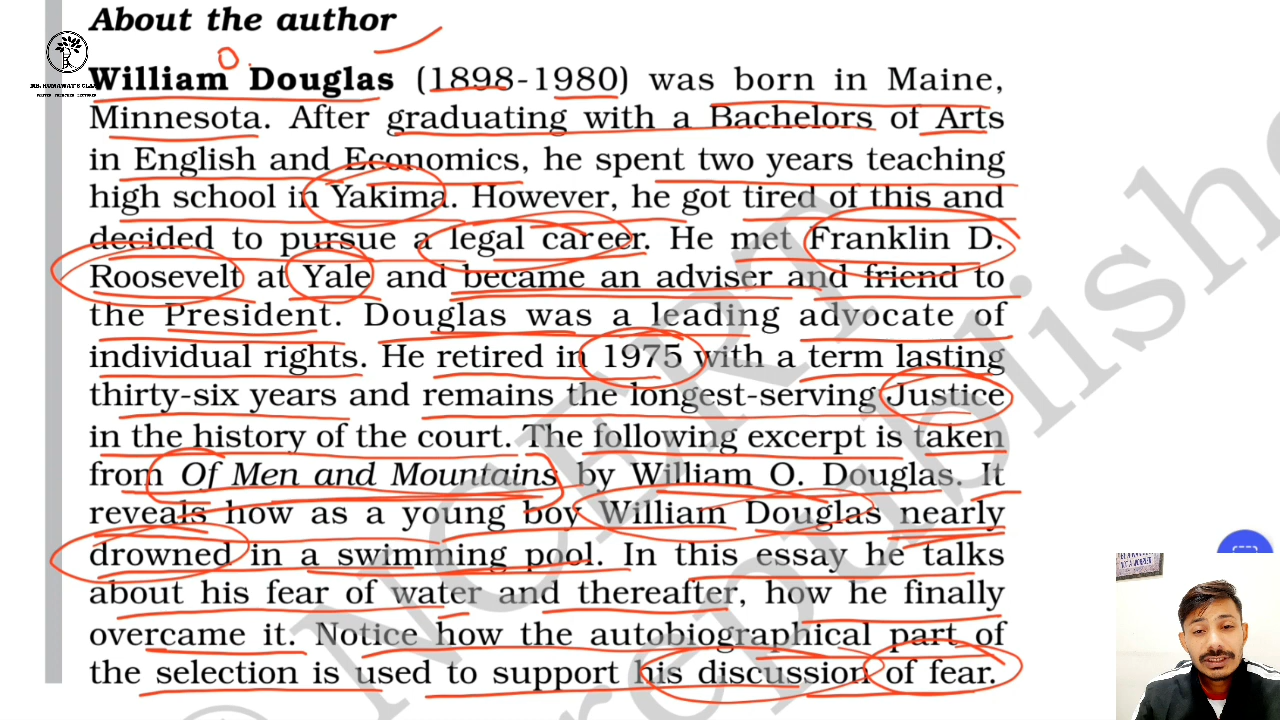 About the author
William Douglas (1898-1980) was born in Maine,
Minnesota. After graduating with a Bachelors of Arts
in English and Economics, he spent two years teaching
high school in Yakima. However, he got tired of this and
decided to pursue a legal career. He met Franklin D.
Roosevelt at Yale and became an adviser and friend to
the President. Douglas was a leading advocate of
individual rights. He retired in 1975 with a term lasting
thirty-six years and remains the longest-serving Justice
in the history of the court. The following excerpt is taken
from Of Men and Mountains by William O. Douglas. It
reveals how as a young boy William Douglas nearly
drowned in a swimming pool. In this essay he talks
about his fear of water and thereafter, how he finally
overcame it. Notice how the autobiographical part of
the selection is used to support his discussion of fear.
O.
© NCERT
republishe